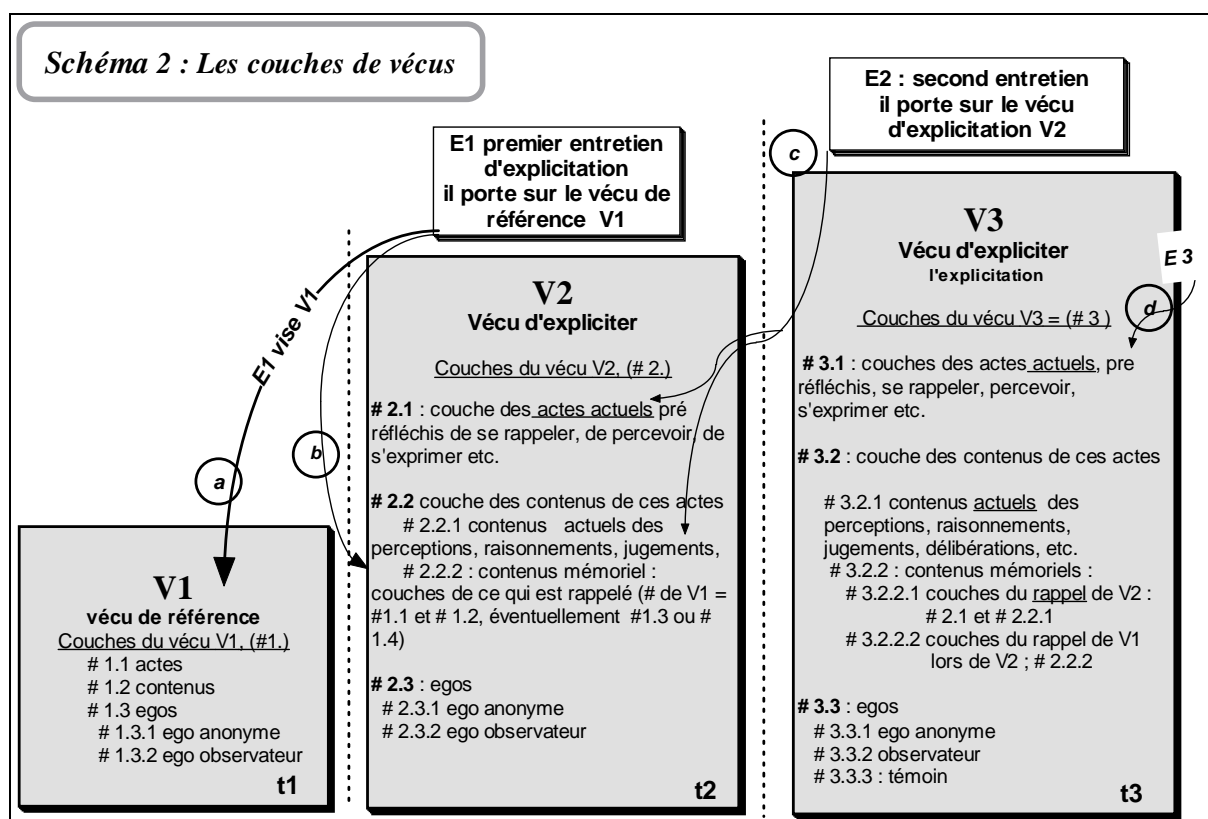 Schéma 2 : Les couches de vécus
E1 premier entretien
d'explicitation
il porte sur le vécu de
référence V1
E2 : second entretien
il porte sur le vécu
d'explicitation V2
E1 vise V1
a
b
c
d
E 3
V1
vécu de référence
Couches du vécu V1, (#1.)
# 1.1 actes
# 1.2 contenus
# 1.3 egos
# 1.3.1 ego anonyme
# 1.3.2 ego observateur
t1
V2
Vécu d'expliciter
Couches du vécu V2, (# 2.)
# 2.1 : couche des actes actuels pré
réfléchis de se rappeler, de percevoir, de
s'exprimer etc.
# 2.2 couche des contenus de ces actes
# 2.2.1 contenus actuels des
perceptions, raisonnements, jugements,
# 2.2.2 : contenus mémoriel :
couches de ce qui est rappelé (# de V1 =
#1.1 et # 1.2, éventuellement #1.3 ou #
1.4)
# 2.3 : egos
# 2.3.1 ego anonyme
# 2.3.2 ego observateur
t2
V3
Vécu d'expliciter
l'explicitation
Couches du vécu V3 = (# 3 )
# 3.1 : couches des actes actuels, pre
réfléchis, se rappeler, percevoir,
s'exprimer etc.
# 3.2 : couche des contenus de ces actes
# 3.2.1 contenus actuels des
perceptions, raisonnements,
jugements, délibérations, etc.
# 3.2.2 : contenus mémoriels :
# 3.2.2.1 couches du rappel de V2 :
# 2.1 et # 2.2.1
# 3.2.2.2 couches du rappel de V1
lors de V2 ; # 2.2.2
# 3.3 : egos
# 3.3.1 ego anonyme
# 3.3.2 observateur
# 3.3.3 : témoin
t3